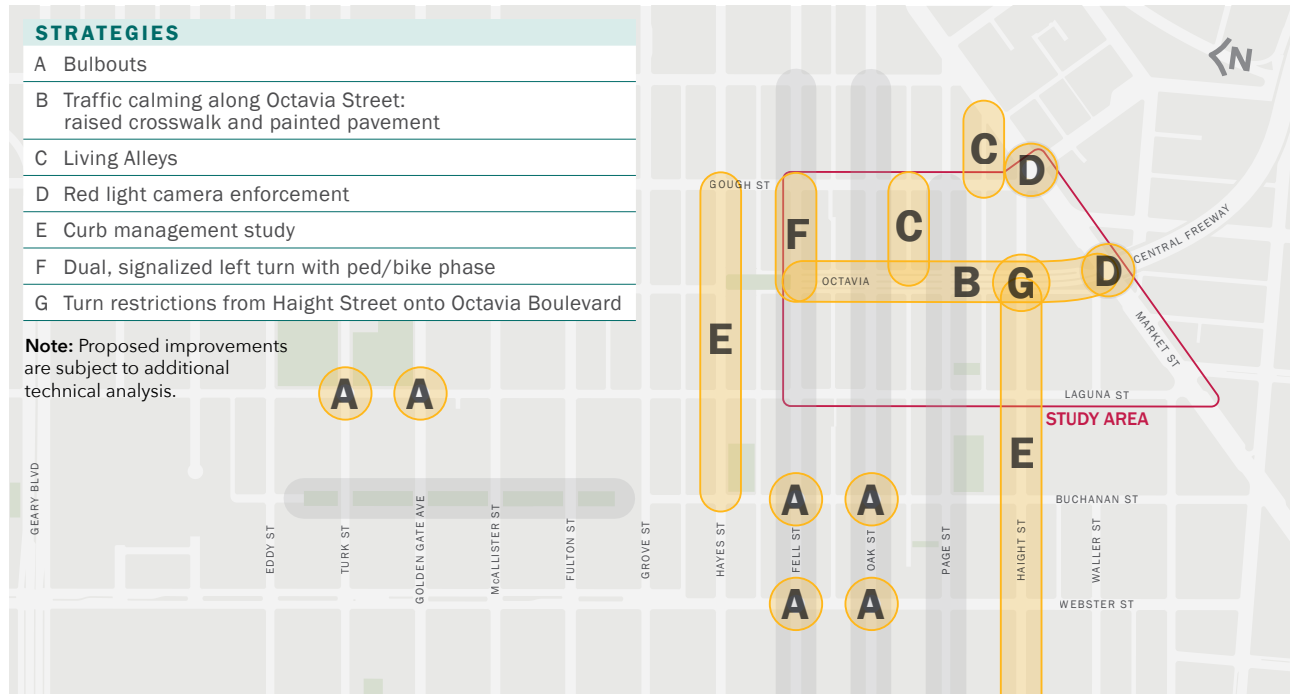 STRATEGIES
A Bulbouts
B Traffic calming along Octavia Street:
raised crosswalk and painted pavement
C Living Alleys
D Red light camera enforcement
E Curb management study
F Dual, signalized left turn with ped/bike phase
G Turn restrictions from Haight Street onto Octavia Boulevard
Note: Proposed improvements
are subject to additional
technical analysis.
N
C
D
GOUGH ST
F
C
CENTRAL FREEWAY
OCTAVIA
B
G
D
E
MARKET ST
A
A
LAGUNA ST
STUDY AREA
E
A
A
BUCHANAN ST
GEARY BLVD
EDDY ST
TURK ST
GOLDEN GATE AVE
McALLISTER ST
FULTON ST
GROVE ST
HAYES ST
FELL ST
OAK ST
PAGE ST
HAIGHT ST
WALLER ST
A
A
WEBSTER ST